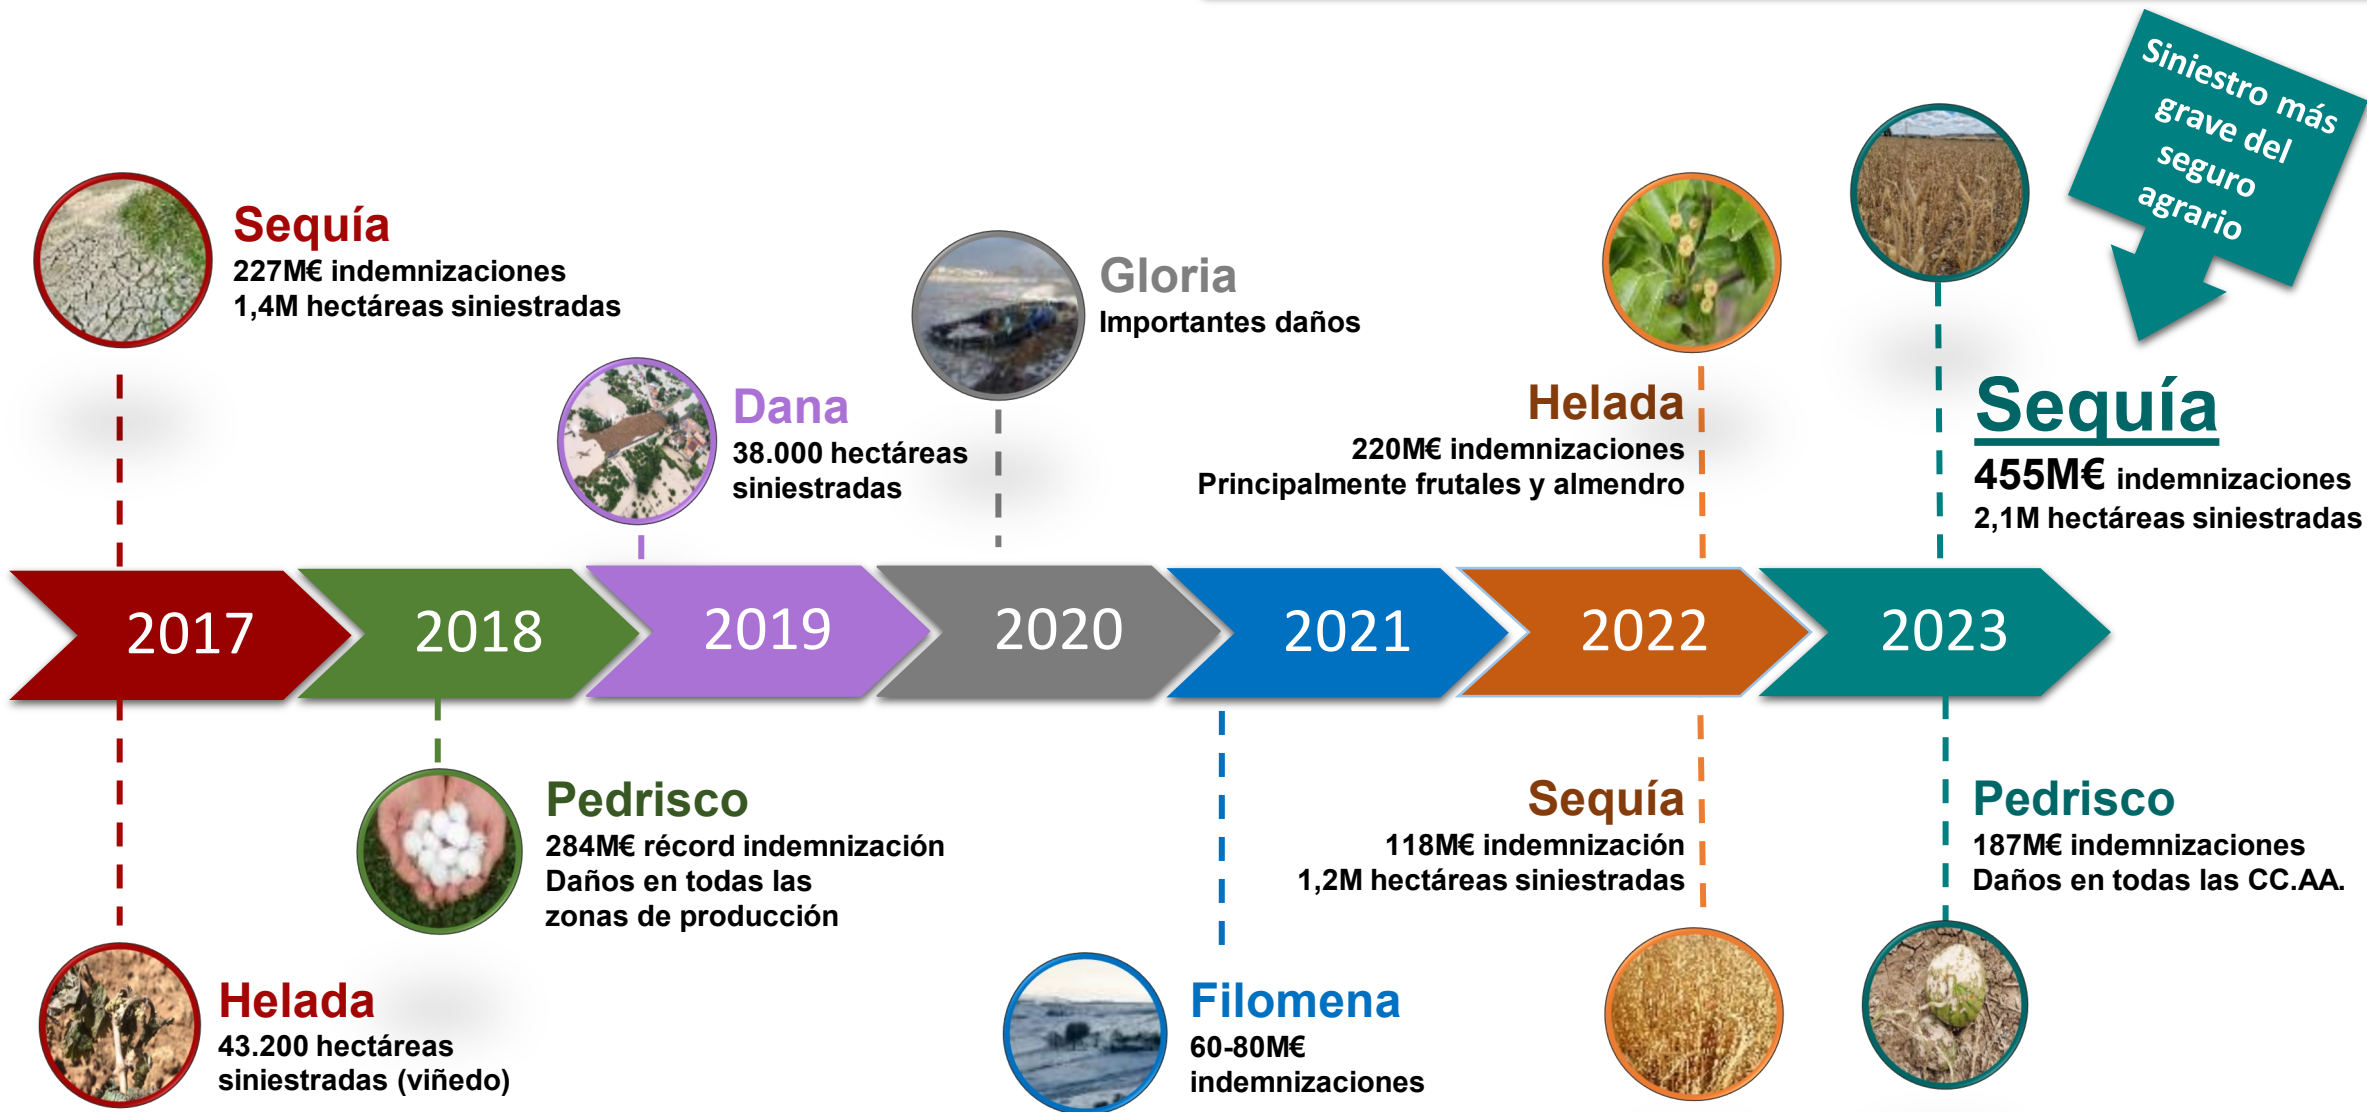 Siniestro más
grave del
seguro
agrario
Sequía
227M€ indemnizaciones
1,4M hectáreas siniestradas
Dana
38.000 hectáreas
siniestradas
Gloria
Importantes daños
Helada
220M€ indemnizaciones
Principalmente frutales y almendro
Sequía
455M€ indemnizaciones
2,1M hectáreas siniestradas
2017
2018
2019
2020
2021
2022
2023
Helada
43.200 hectáreas
siniestradas (viñedo)
Pedrisco
284M€ récord indemnización
Daños en todas las
zonas de producción
Filomena
60-80M€
indemnizaciones
Sequía
118M€ indemnización
1,2M hectáreas siniestradas
Pedrisco
187M€ indemnizaciones
Daños en todas las CC.AA.